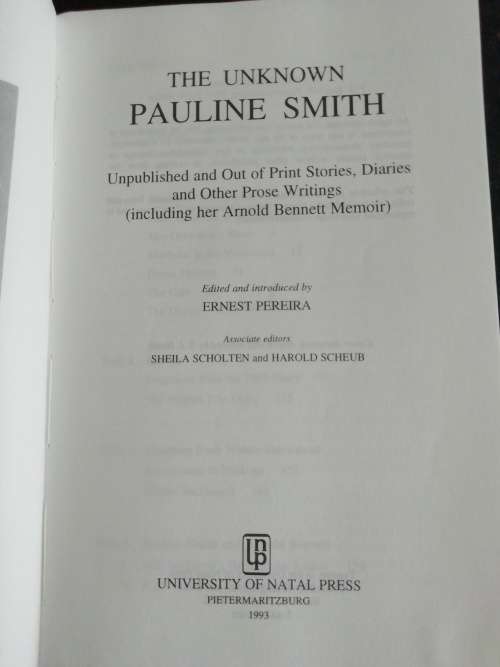 THE UNKNOWN
PAULINE SMITH
Unpublished and Out of Print Stories, Diaries
and Other Prose Writings
(including her Arnold Bennett Memoir)
Edited and introduced by
ERNEST PEREIRA
Associate editors
SHEILA SCHOLTEN and HAROLD SCHEUB
UNIVERSITY OF NATAL PRESS
PIETERMARITZBURG
1993